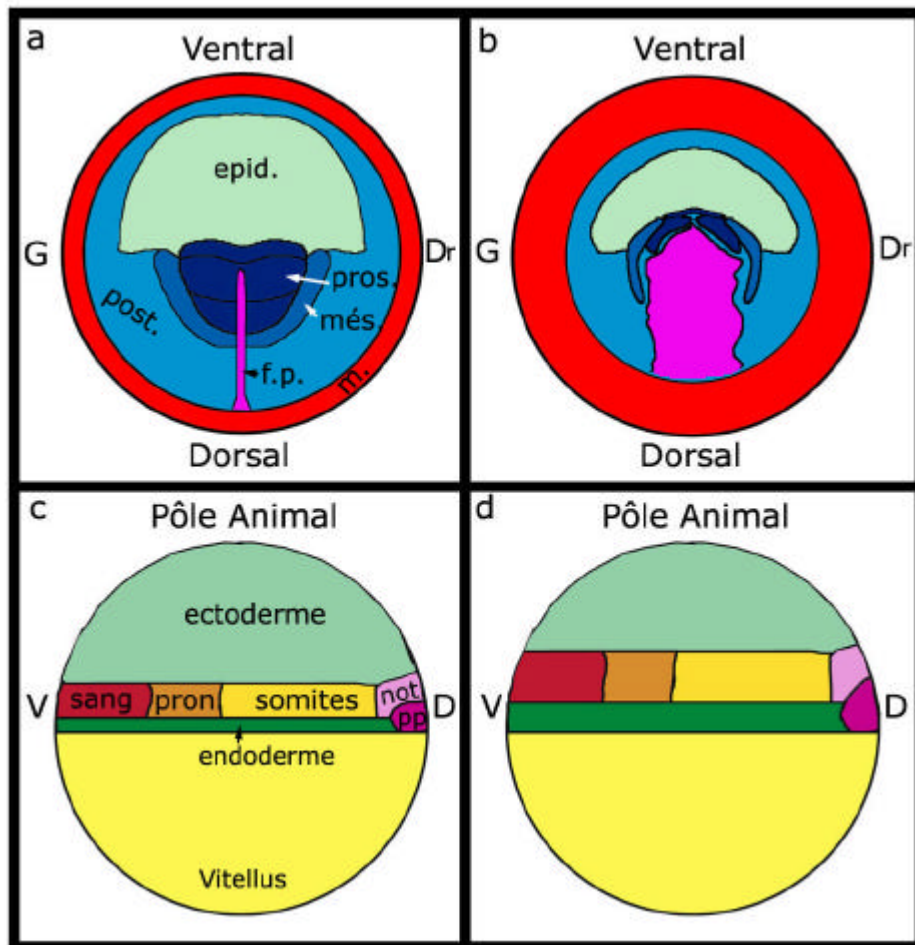 a
Ventral
epid.
G
Dr
pros.
més.
post.
f.p.
m.
Dorsal
b
Ventral
G
Dr
Dorsal
c
Pôle Animal
ectoderme
V
sang
pron
somites
not
pp
D
endoderme
Vitellus
d
Pôle Animal
V
D